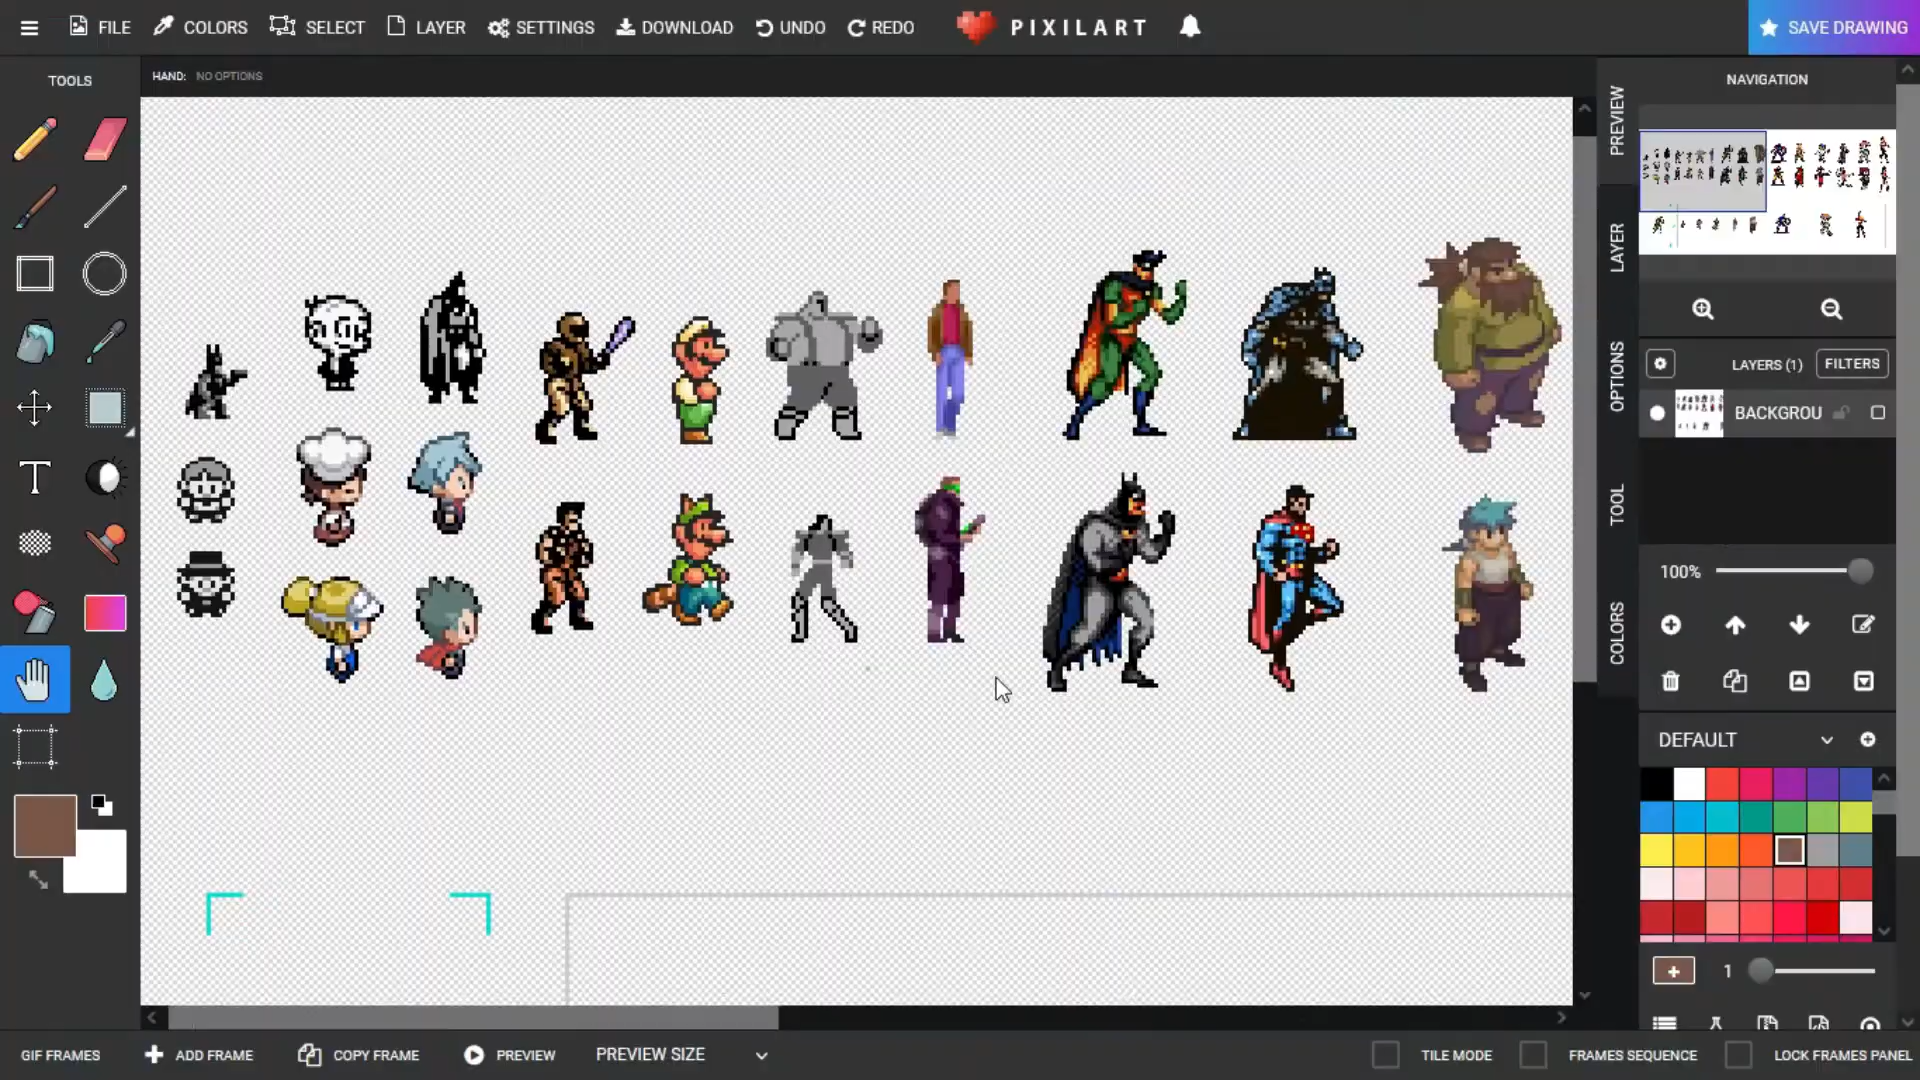 FILE COLORS SELECT LAYER SETTINGS DOWNLOAD UNDO REDO PIXILART SAVE DRAWING
TOOLS
HAND: NO OPTIONS
NAVIGATION
PREVIEW
LAYER
OPTIONS
TOOL
COLORS
LAYERS (1) FILTERS
BACKGROU
100%
DEFAULT
1
GIF FRAMES ADD FRAME COPY FRAME PREVIEW PREVIEW SIZE TILE MODE FRAMES SEQUENCE LOCK FRAMES PANEL